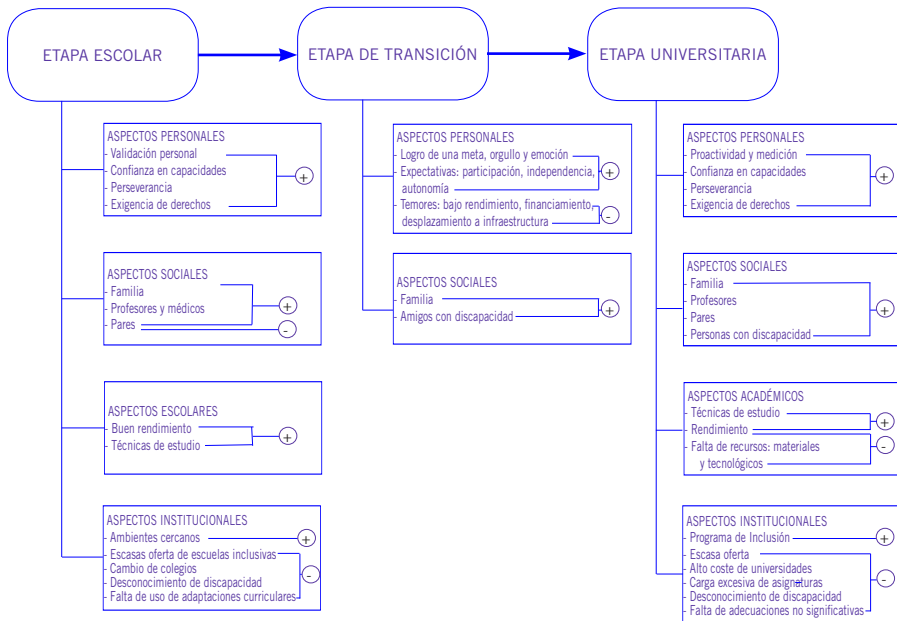 ETAPA ESCOLAR
ETAPA DE TRANSICIÓN
ETAPA UNIVERSITARIA
ASPECTOS PERSONALES
- Validación personal
- Confianza en capacidades
- Perseverancia
- Exigencia de derechos
+
ASPECTOS SOCIALES
- Familia
- Profesores y médicos
- Pares
+
-
ASPECTOS ESCOLARES
- Buen rendimiento
- Técnicas de estudio
+
ASPECTOS INSTITUCIONALES
- Ambientes cercanos
- Escasas oferta de escuelas inclusivas
- Cambio de colegios
- Desconocimiento de discapacidad
- Falta de uso de adaptaciones curriculares
+
-
ASPECTOS PERSONALES
- Logro de una meta, orgullo y emoción
- Expectativas: participación, independencia,
autonomía
- Temores: bajo rendimiento, financiamiento,
desplazamiento a infraestructura
+
-
ASPECTOS SOCIALES
- Familia
- Amigos con discapacidad
+
ASPECTOS PERSONALES
- Proactividad y medición
- Confianza en capacidades
- Perseverancia
- Exigencia de derechos
+
ASPECTOS SOCIALES
- Familia
- Profesores
- Pares
- Personas con discapacidad
+
ASPECTOS ACADÉMICOS
- Técnicas de estudio
- Rendimiento
- Falta de recursos: materiales
y tecnológicos
+
-
ASPECTOS INSTITUCIONALES
- Programa de Inclusión
- Escasa oferta
- Alto coste de universidades
- Carga excesiva de asignaturas
- Desconocimiento de discapacidad
- Falta de adecuaciones no significativas
+
-